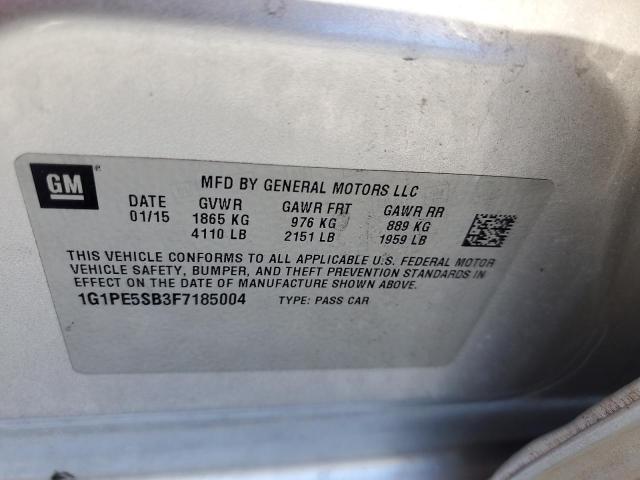 GM
MFD BY GENERAL MOTORS LLC
DATE GVWR GAWR FRT GAWR RR
01/15 1865 KG 976 KG 889 KG
4110 LB 2151 LB 1959 LB
THIS VEHICLE CONFORMS TO ALL APPLICABLE U.S. FEDERAL MOTOR
VEHICLE SAFETY, BUMPER, AND THEFT PREVENTION STANDARDS IN
EFFECT ON THE DATE OF MANUFACTURE SHOWN ABOVE.
1G1PE5SB3F7185004 TYPE: PASS CAR